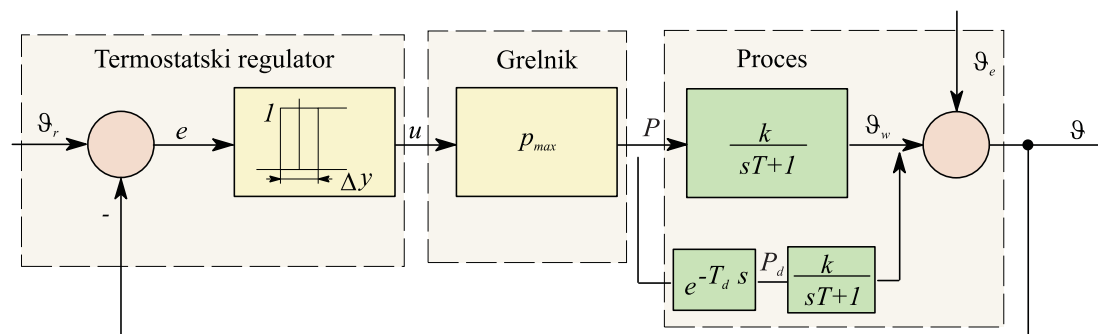 Termostatski regulator
Grelnik
Proces
ϑr
e
1
Δy
u
pmax
P
k
sT+1
ϑw
ϑe
ϑ
-
e-Td s
Pd
k
sT+1